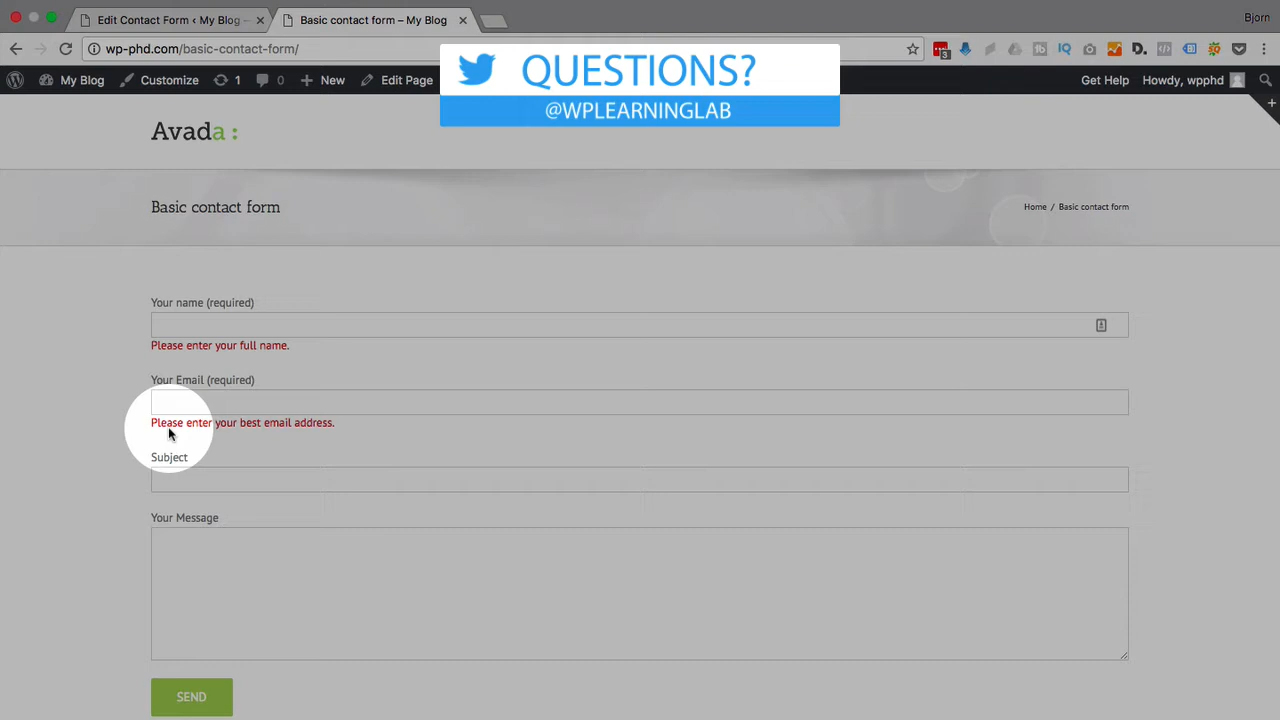 Edit Contact Form ‹ My Blog –
Basic contact form – My Blog
Bjorn
wp-phd.com/basic-contact-form/
3
My Blog
Customize
1
0
New
Edit Page
Get Help
Howdy, wpphd
QUESTIONS?
@WPLEARNINGLAB
Avada :
Basic contact form
Home / Basic contact form
Your name (required)
Please enter your full name.
Your Email (required)
Please enter your best email address.
Subject
Your Message
SEND